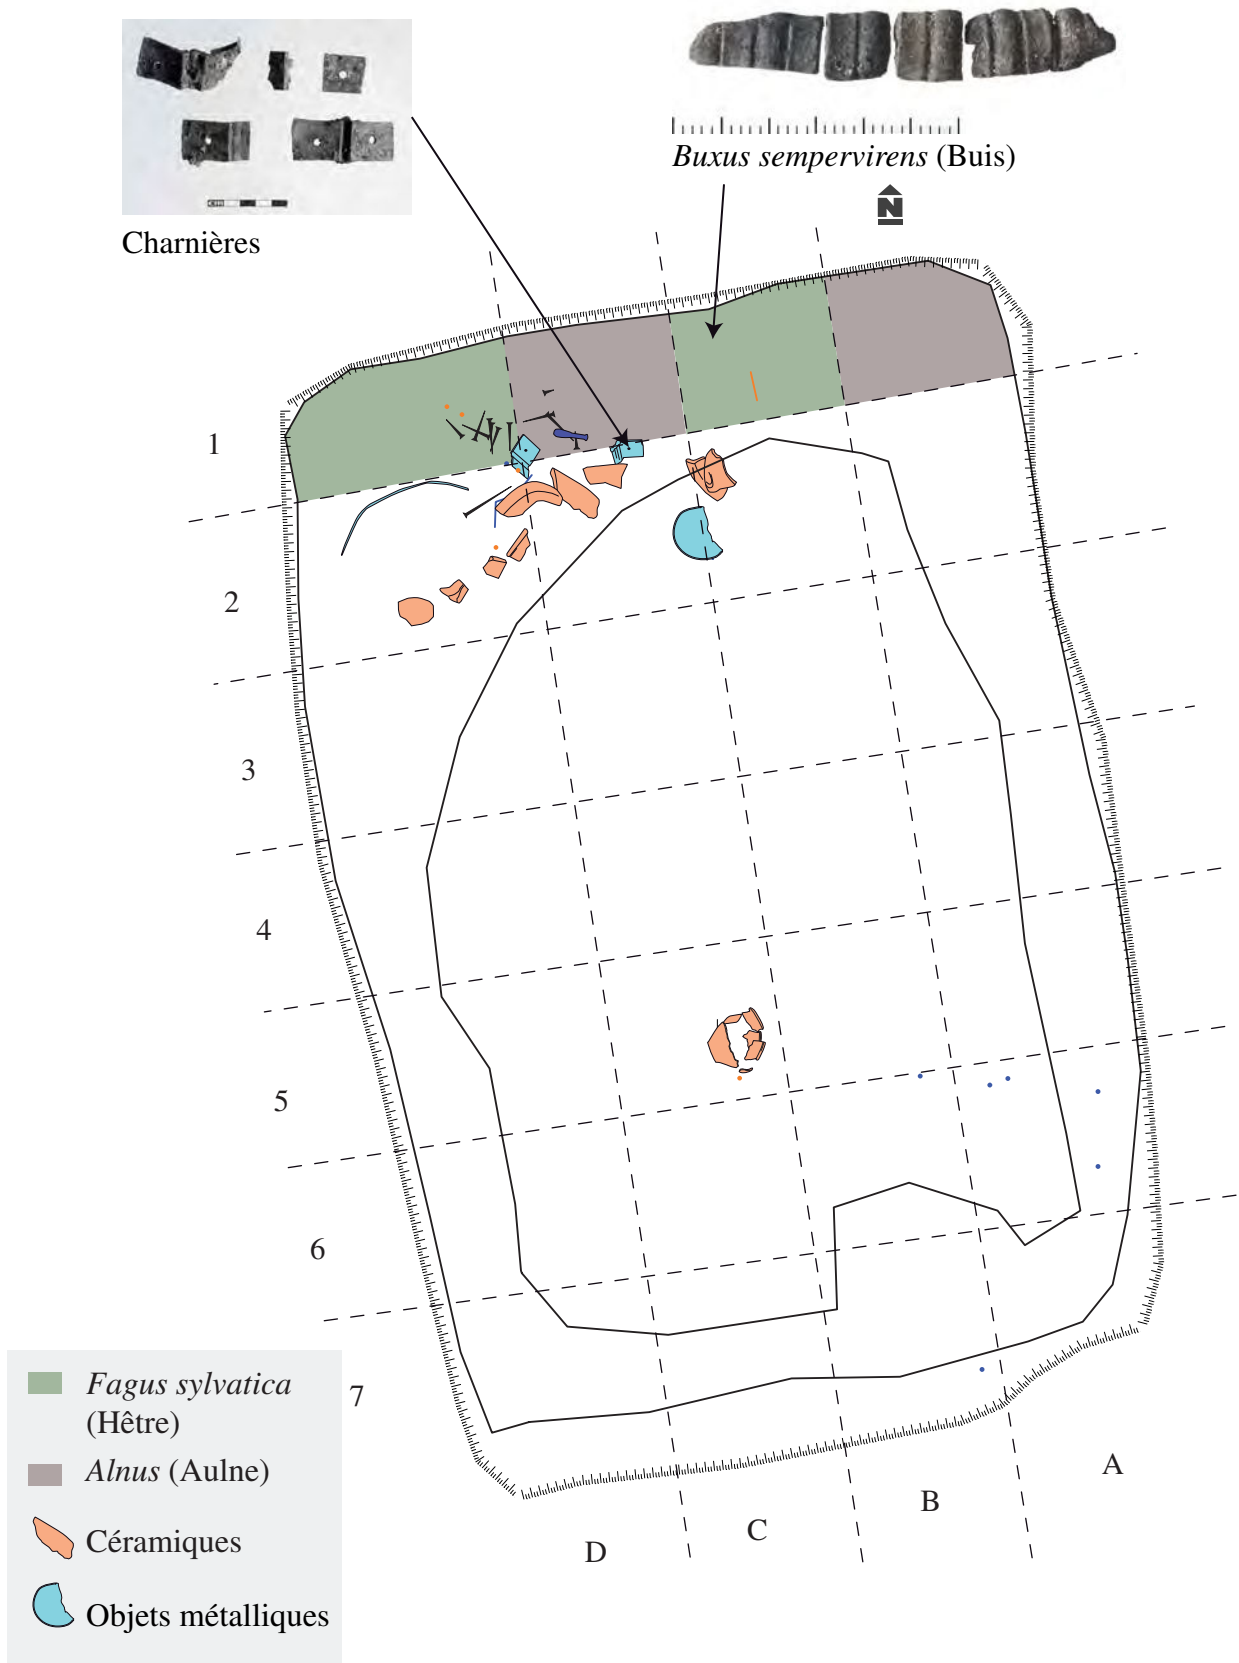 Buxus sempervirens (Buis)
N
Charnières
1
2
3
4
5
6
7
A
B
C
D
Fagus sylvatica
(Hêtre)
Alnus (Aulne)
Céramiques
Objets métalliques